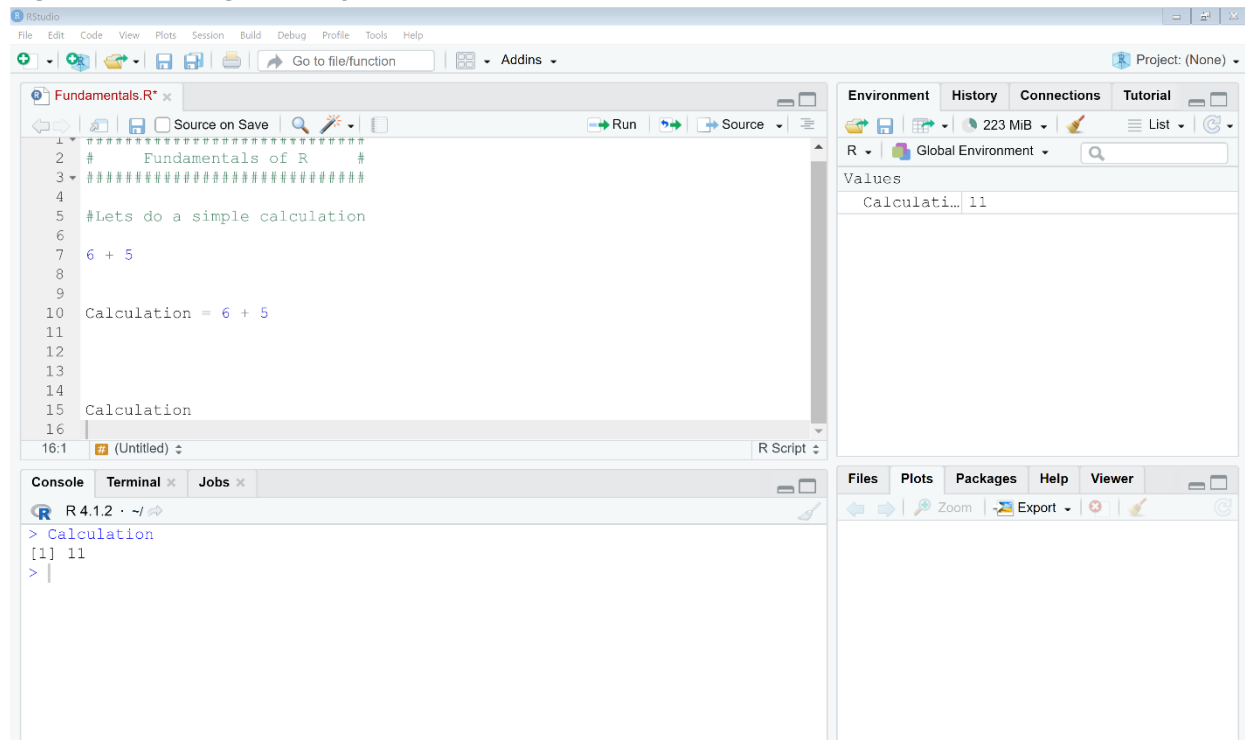 RStudio
File Edit Code View Plots Session Build Debug Profile Tools Help
Go to file/function Addins Project: (None)
Fundamentals.R*
Source on Save Run Source
1 #############################
2 # Fundamentals of R #
3 #############################
4
5 #Lets do a simple calculation
6
7 6 + 5
8
9
10 Calculation = 6 + 5
11
12
13
14
15 Calculation
16
16:1 # (Untitled) R Script
Console Terminal Jobs
R R 4.1.2 · ~/
> Calculation
[1] 11
>
Environment History Connections Tutorial
223 MiB List
R Global Environment
Values
Calculati… 11
Files Plots Packages Help Viewer
Zoom Export